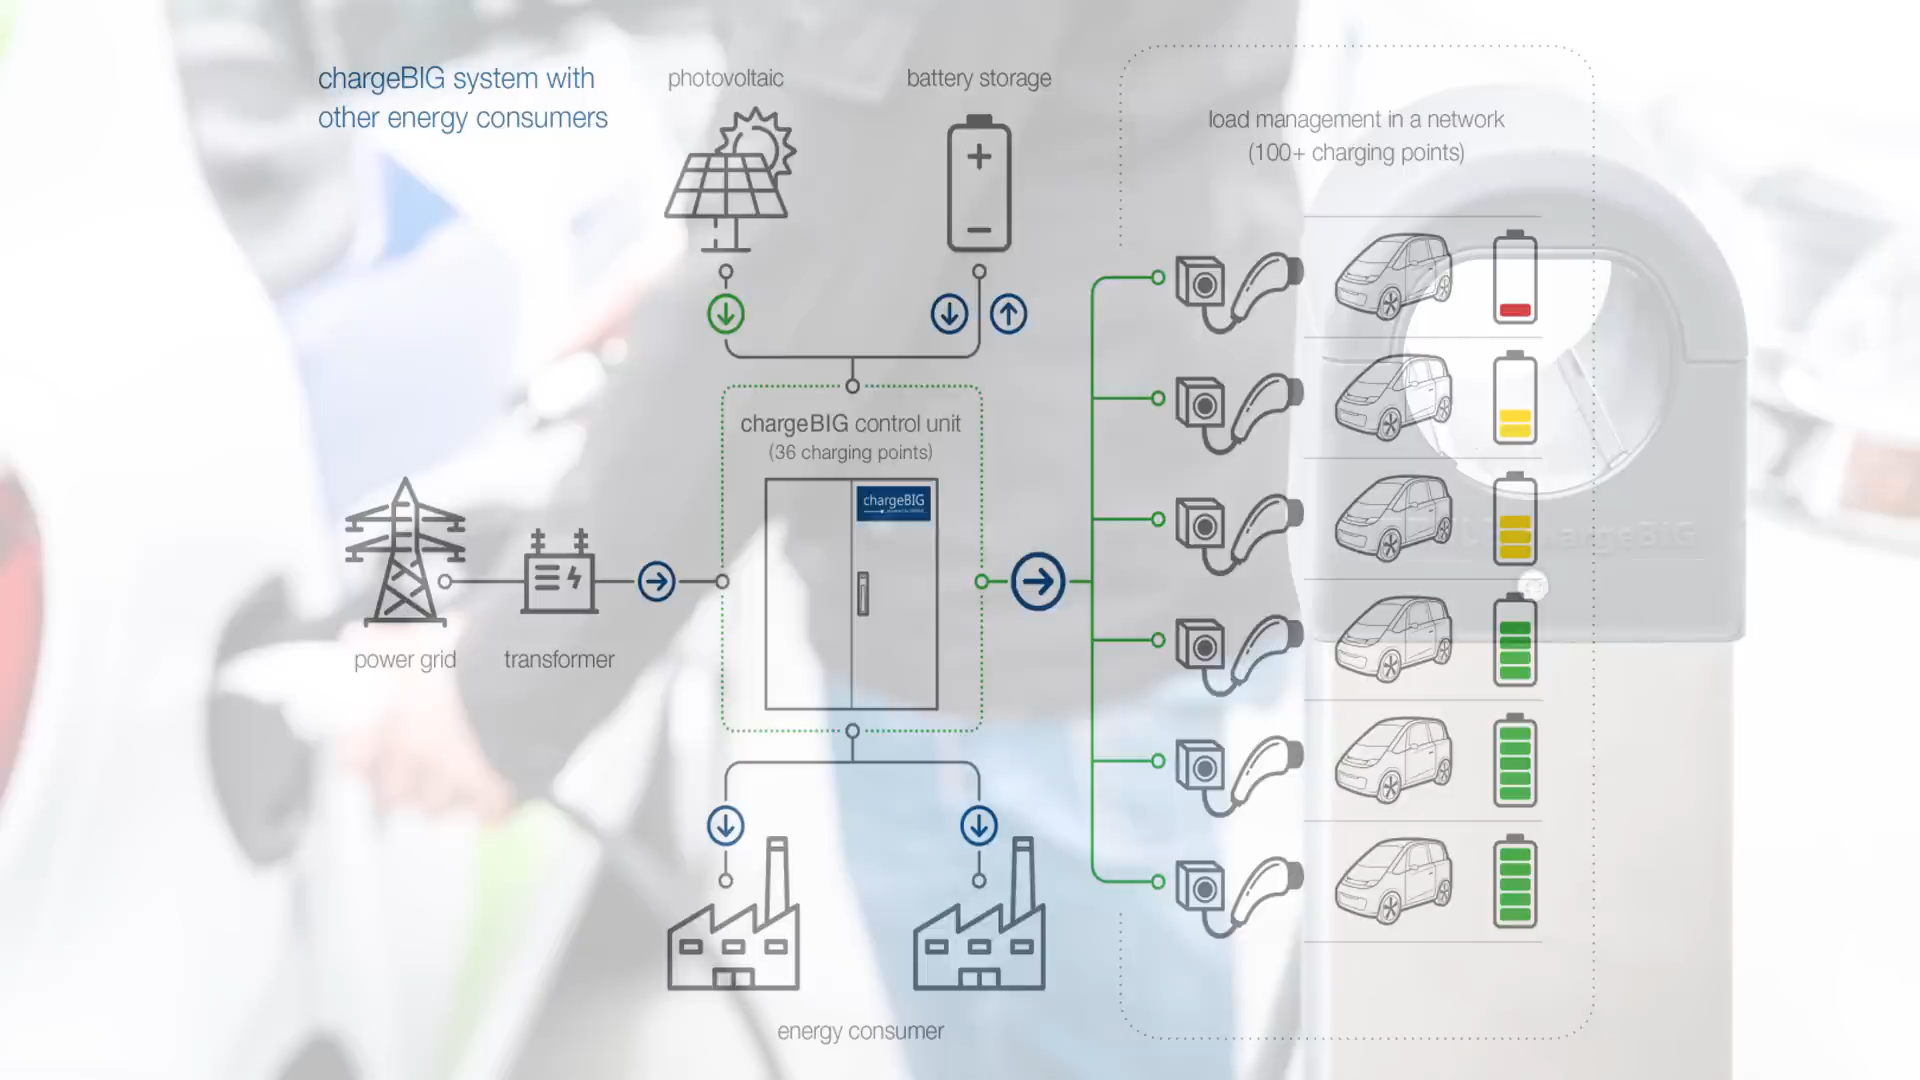 chargeBIG system with
other energy consumers
photovoltaic
battery storage
load management in a network
(100+ charging points)
chargeBIG control unit
(36 charging points)
chargeBIG
power grid
transformer
energy consumer
chargeBIG